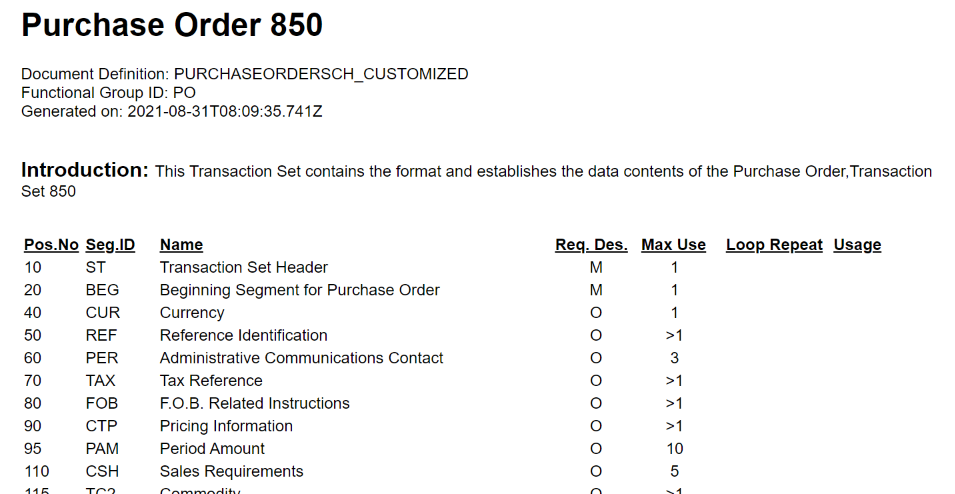 Purchase Order 850
Document Definition: PURCHASEORDERSCH_CUSTOMIZED
Functional Group ID: PO
Generated on: 2021-08-31T08:09:35.741Z
Introduction: This Transaction Set contains the format and establishes the data contents of the Purchase Order,Transaction
Set 850
Pos.No Seg.ID Name Req. Des. Max Use Loop Repeat Usage
10 ST Transaction Set Header M 1
20 BEG Beginning Segment for Purchase Order M 1
40 CUR Currency O 1
50 REF Reference Identification O >1
60 PER Administrative Communications Contact O 3
70 TAX Tax Reference O >1
80 FOB F.O.B. Related Instructions O >1
90 CTP Pricing Information O >1
95 PAM Period Amount O 10
110 CSH Sales Requirements O 5
115 TC2 Commodity O >1